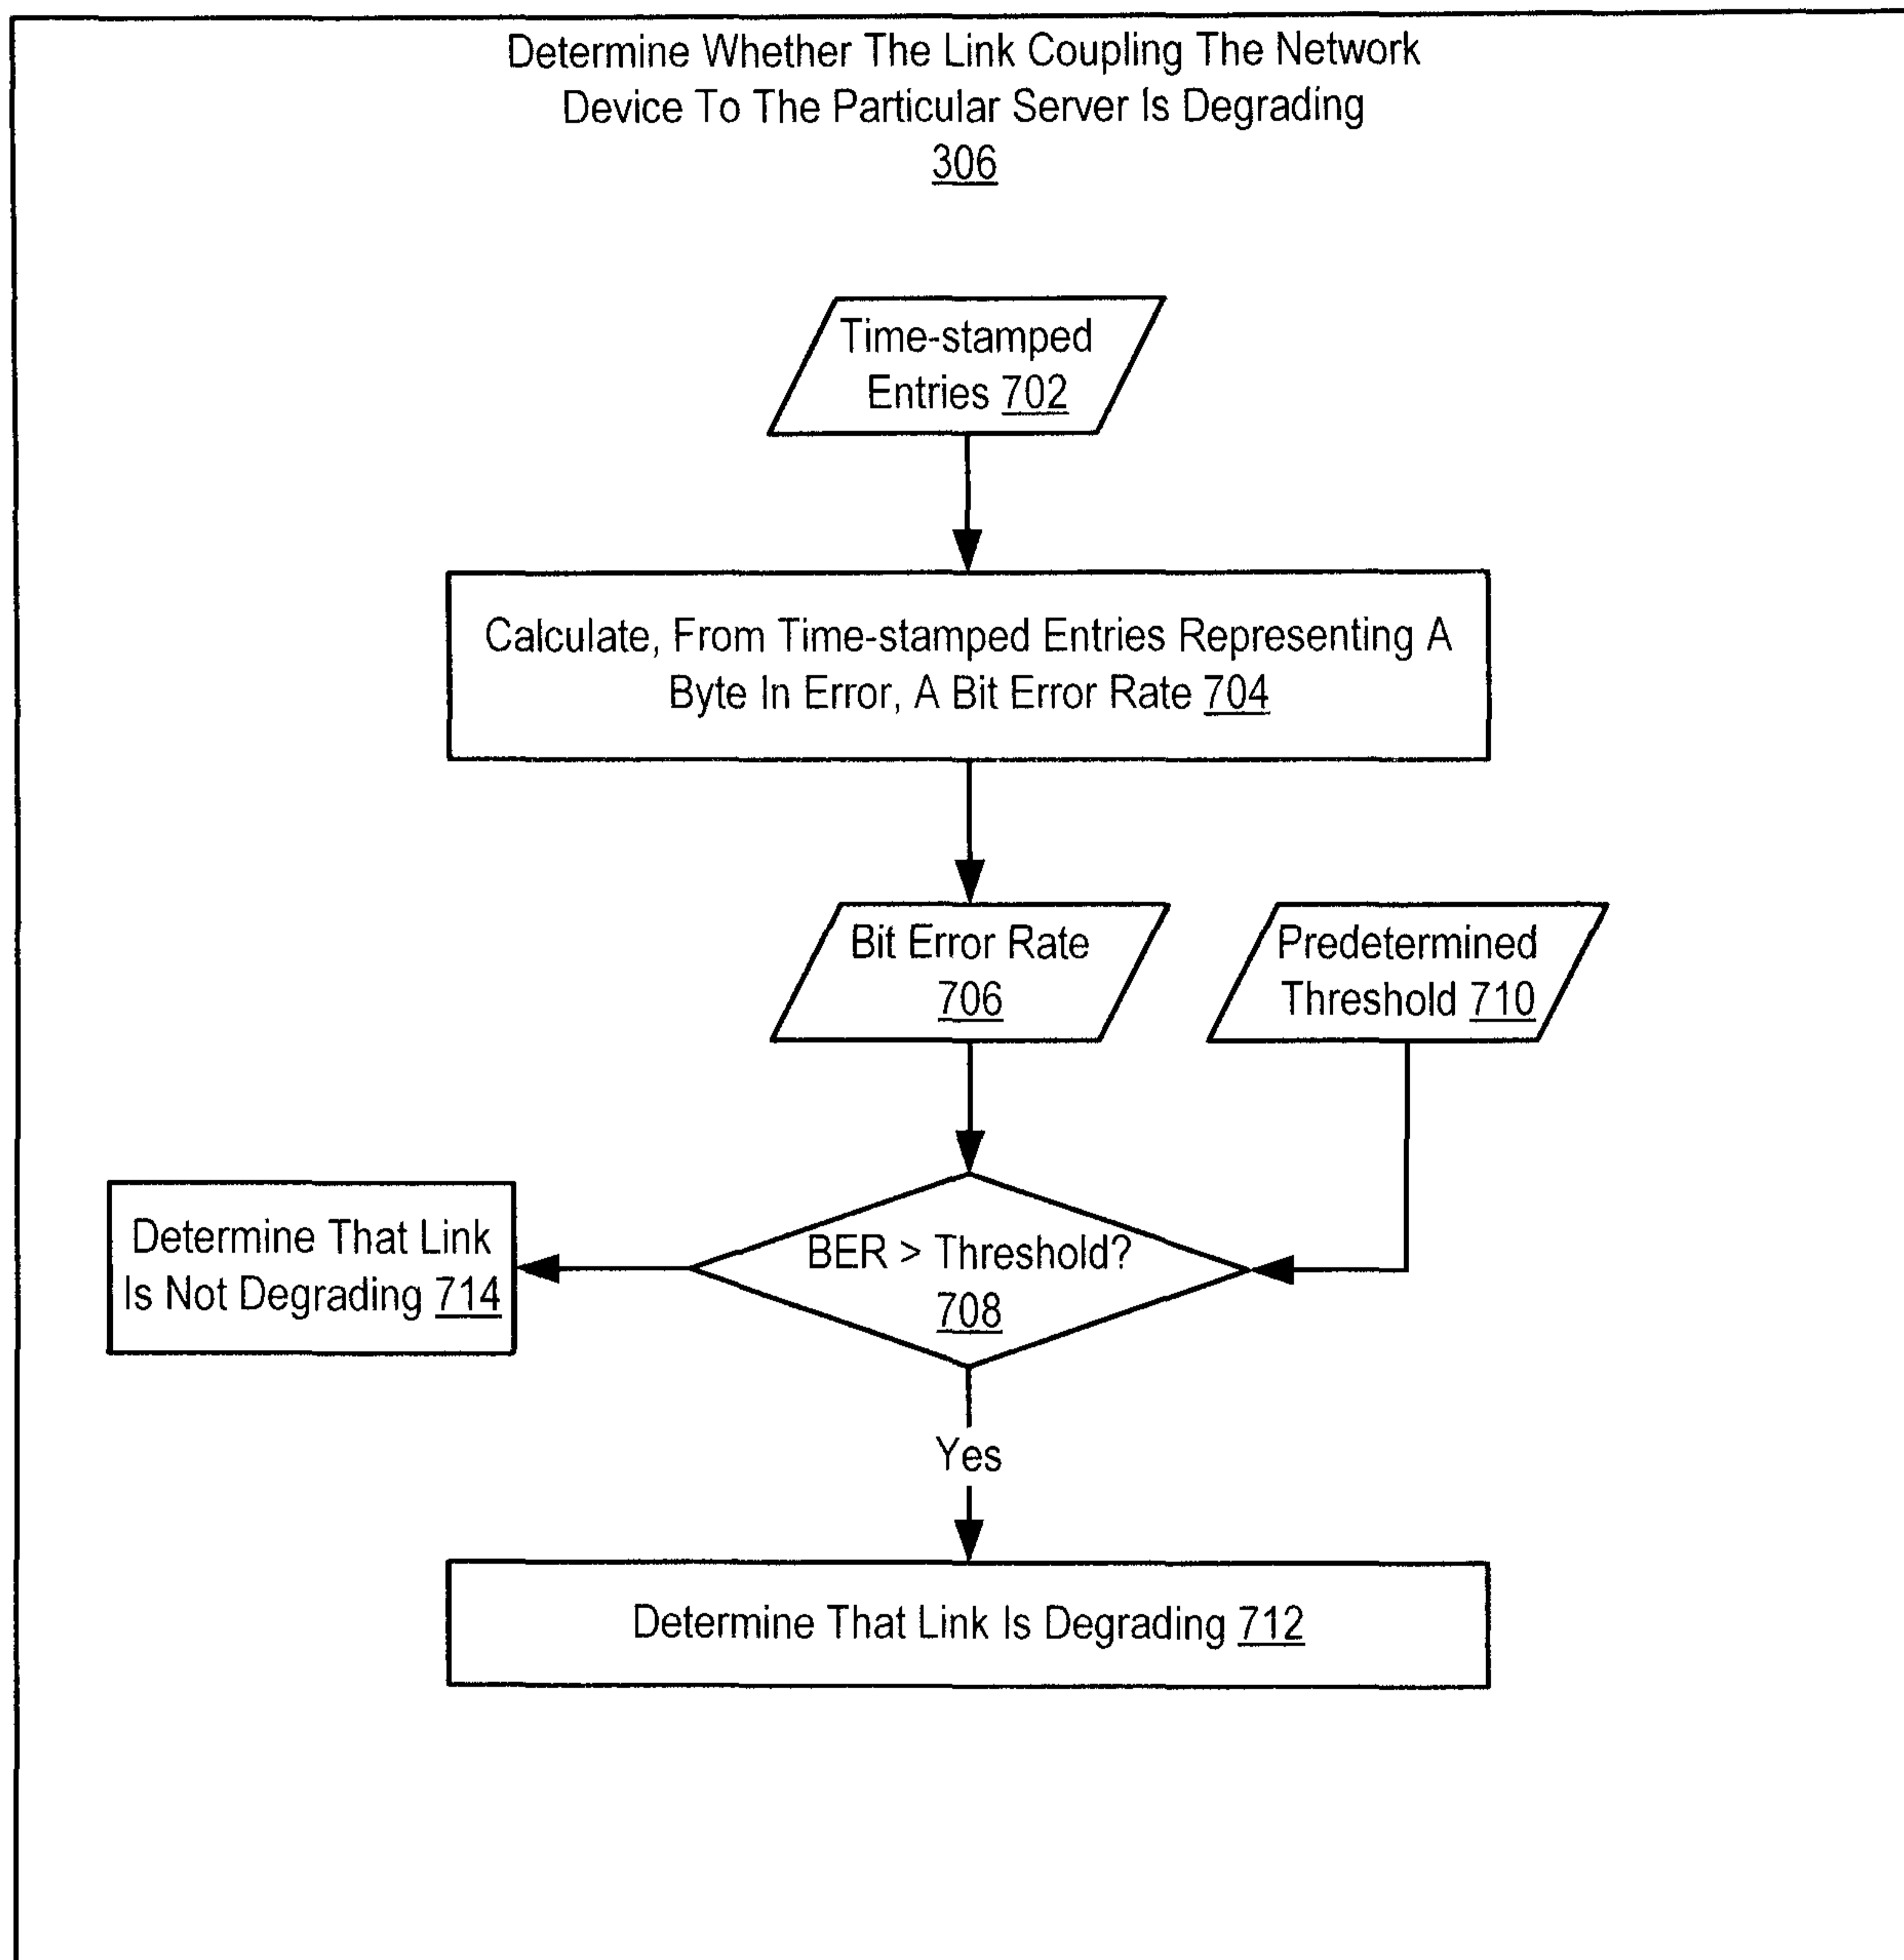 Determine Whether The Link Coupling The Network
Device To The Particular Server Is Degrading
306
Time-stamped
Entries 702
Calculate, From Time-stamped Entries Representing A
Byte In Error, A Bit Error Rate 704
Bit Error Rate
706
Predetermined
Threshold 710
Determine That Link
Is Not Degrading 714
BER > Threshold?
708
Yes
Determine That Link Is Degrading 712